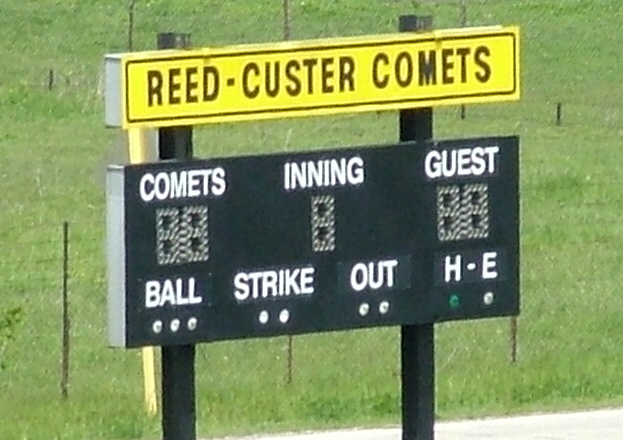 REED-CUSTER COMETS
COMETS INNING GUEST
BALL STRIKE OUT H-E